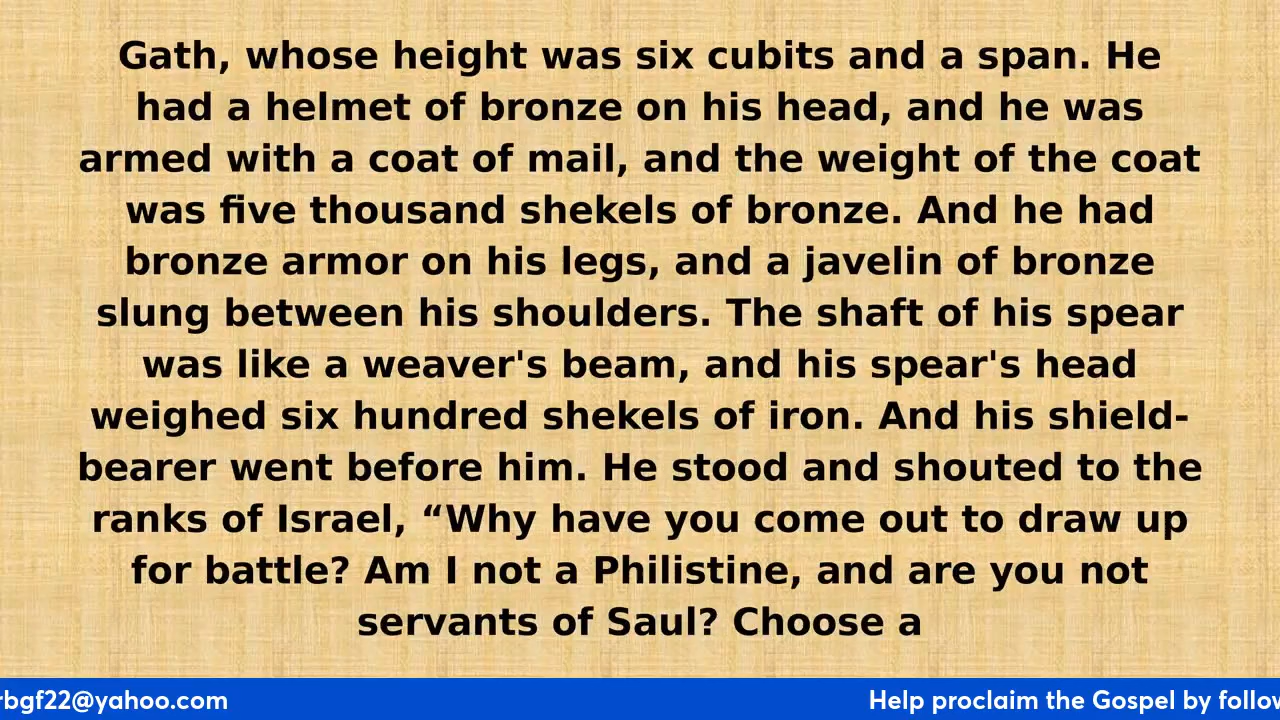 Gath, whose height was six cubits and a span. He
had a helmet of bronze on his head, and he was
armed with a coat of mail, and the weight of the coat
was five thousand shekels of bronze. And he had
bronze armor on his legs, and a javelin of bronze
slung between his shoulders. The shaft of his spear
was like a weaver's beam, and his spear's head
weighed six hundred shekels of iron. And his shield-
bearer went before him. He stood and shouted to the
ranks of Israel, “Why have you come out to draw up
for battle? Am I not a Philistine, and are you not
servants of Saul? Choose a
rbgf22@yahoo.com
Help proclaim the Gospel by follow